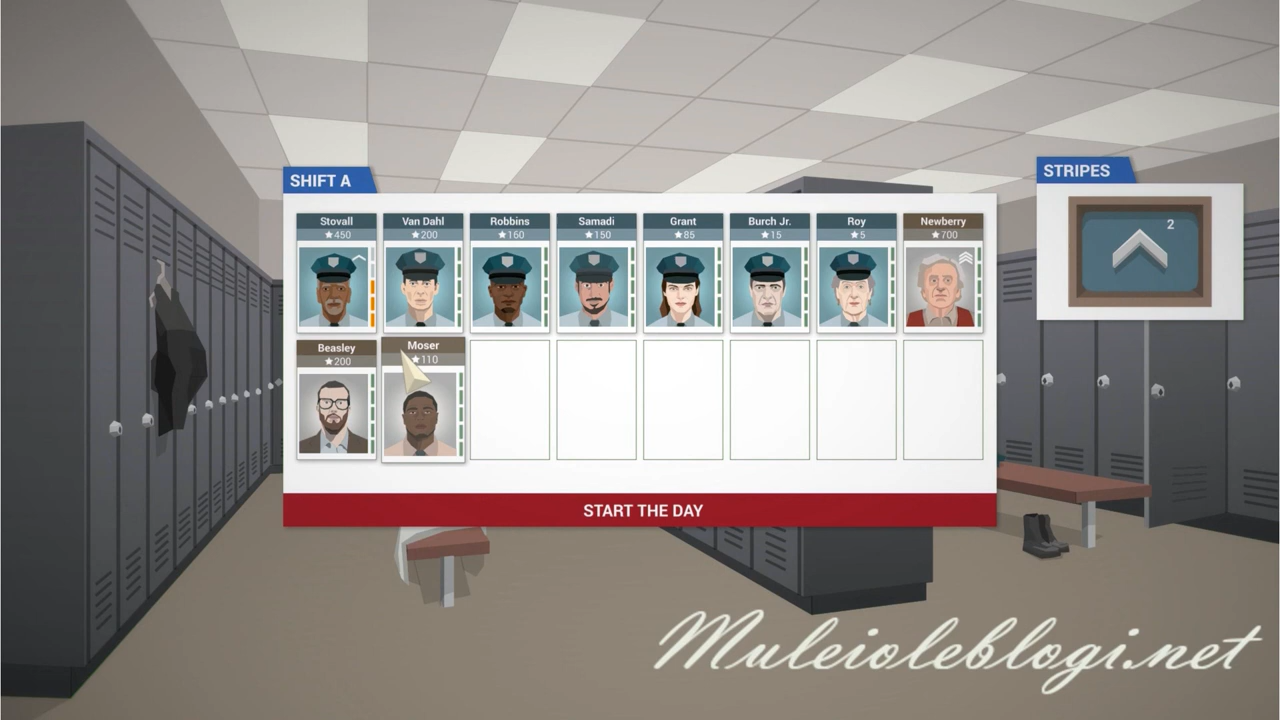 SHIFT A
STRIPES
2
Stovall
★450
Van Dahl
★200
Robbins
★160
Samadi
★150
Grant
★85
Burch Jr.
★15
Roy
★5
Newberry
★700
Beasley
★200
Moser
★110
START THE DAY
Muleioleblogi.net